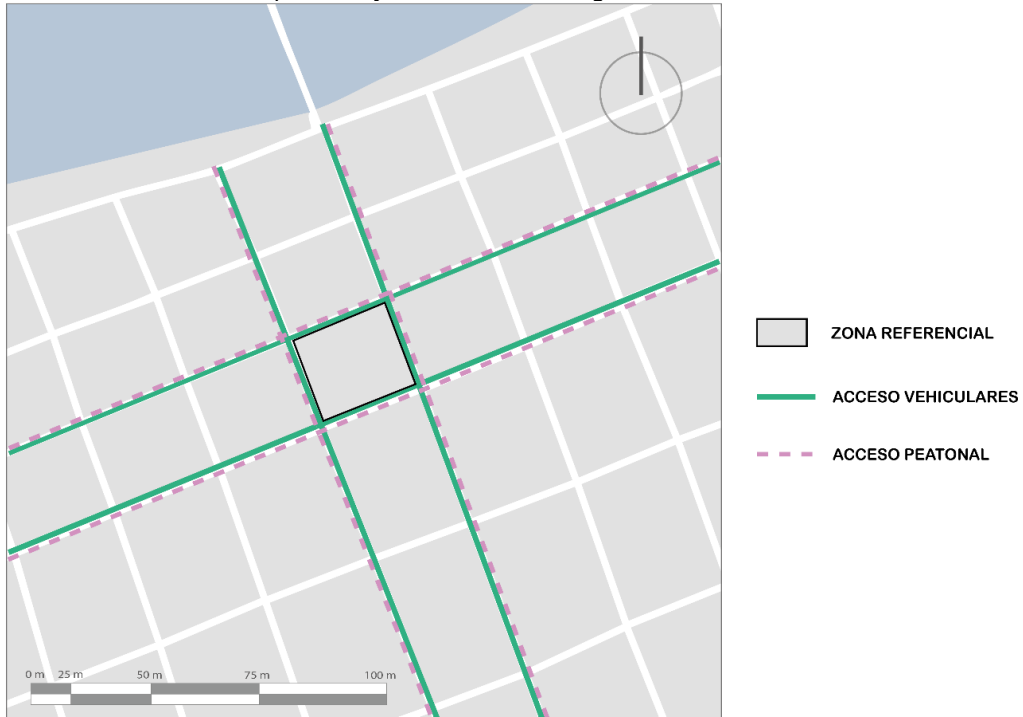 0 m 25 m 50 m 75 m 100 m
ZONA REFERENCIAL
ACCESO VEHICULARES
ACCESO PEATONAL